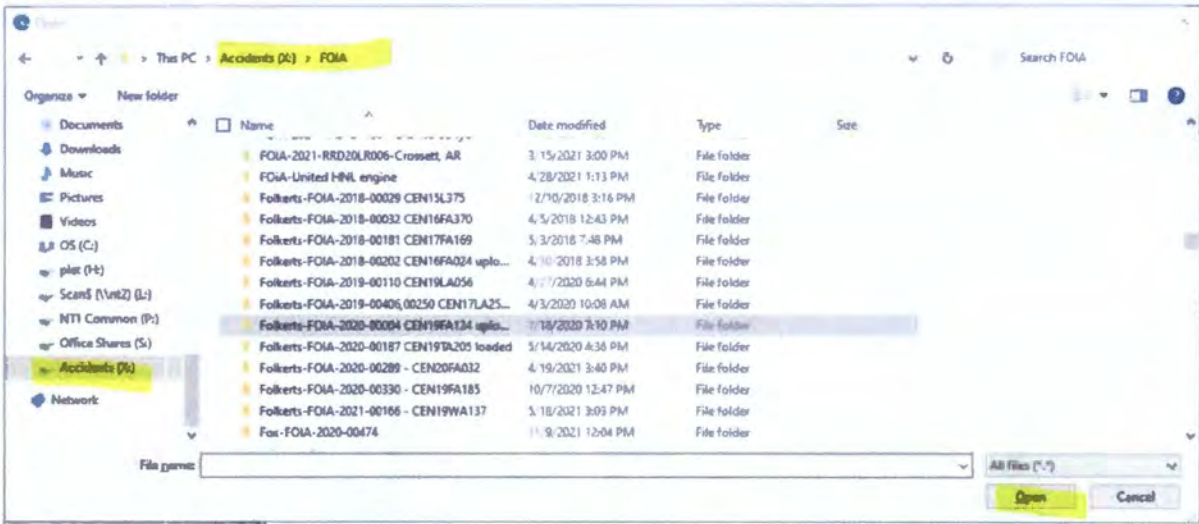 This PC > Accidents (X:) > FOIA
Search FOIA
Organize
New folder
Documents
Downloads
Music
Pictures
Videos
OS (C:)
plat (H:)
Scan$ (\\nt2) (L:)
NT1 Common (P:)
Office Shares (S:)
Accidents (X:)
Network
Name Date modified Type Size
FOIA-2021-RRD20LR006-Crossett, AR 3/15/2021 3:00 PM File folder
FOiA-United HNL engine 4/28/2021 1:13 PM File folder
Folkerts-FOIA-2018-00029 CEN15L375 12/10/2018 3:16 PM File folder
Folkerts-FOIA-2018-00032 CEN16FA370 4/5/2018 12:43 PM File folder
Folkerts-FOIA-2018-00181 CEN17FA169 5/3/2018 7:48 PM File folder
Folkerts-FOIA-2018-00202 CEN16FA024 uplo... 3:58 PM File folder
Folkerts-FOIA-2019-00110 CEN19LA056 6:44 PM File folder
Folkerts-FOIA-2019-00406,00250 CEN17LA25... 4/3/2020 10:08 AM File folder
Folkerts-FOIA-2020-00004 CEN19FA124 uplo... 7:10 PM File folder
Folkerts-FOIA-2020-00187 CEN19TA205 loaded 5/14/2020 4:36 PM File folder
Folkerts-FOIA-2020-00289 - CEN20FA032 4/19/2021 3:40 PM File folder
Folkerts-FOIA-2020-00330 - CEN19FA185 10/7/2020 12:47 PM File folder
Folkerts-FOIA-2021-00166 - CEN19WA137 5/18/2021 3:03 PM File folder
Fox-FOIA-2020-00474 12:04 PM File folder
File name:
All files (*.*)
Open
Cancel